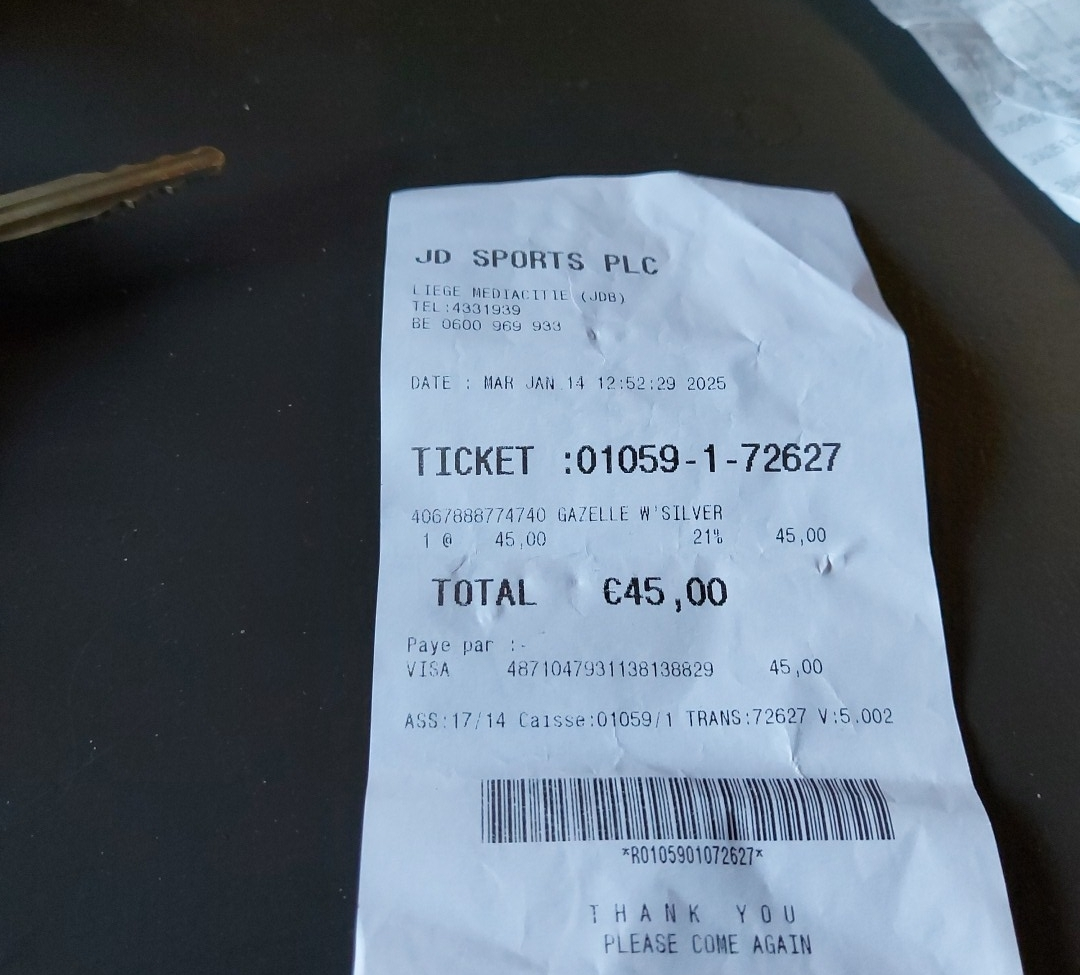 JD SPORTS PLC
LIEGE MEDIACITIE (JDB)
TEL:4331939
BE 0600 969 933
DATE : MAR JAN 14 12:52:29 2025
TICKET :01059-1-72627
4067888774740 GAZELLE W'SILVER
1 @ 45,00 21% 45,00
TOTAL €45,00
Paye par :-
VISA 4871047931138138829 45,00
ASS:17/14 Caisse:01059/1 TRANS:72627 V:5.002
*R0105901072627*
THANK YOU
PLEASE COME AGAIN